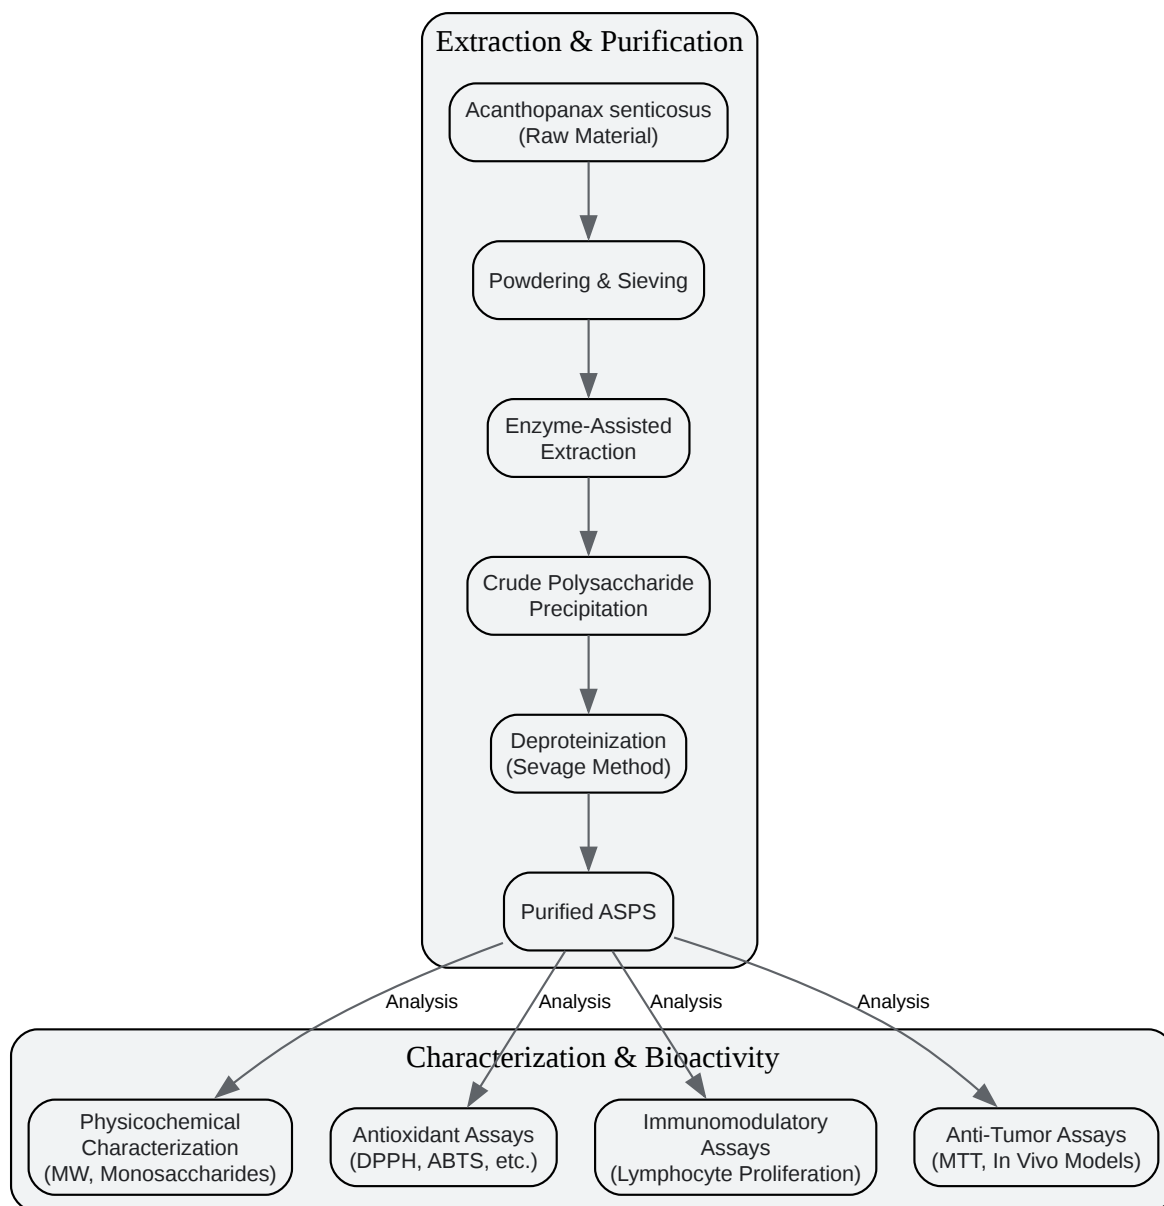 Extraction & Purification
Acanthopanax senticosus
(Raw Material)
Powdering & Sieving
Enzyme-Assisted
Extraction
Crude Polysaccharide
Precipitation
Deproteinization
(Sevage Method)
Purified ASPS
Analysis
Analysis
Analysis
Analysis
Characterization & Bioactivity
Physicochemical
Characterization
(MW, Monosaccharides)
Antioxidant Assays
(DPPH, ABTS, etc.)
Immunomodulatory
Assays
(Lymphocyte Proliferation)
Anti-Tumor Assays
(MTT, In Vivo Models)